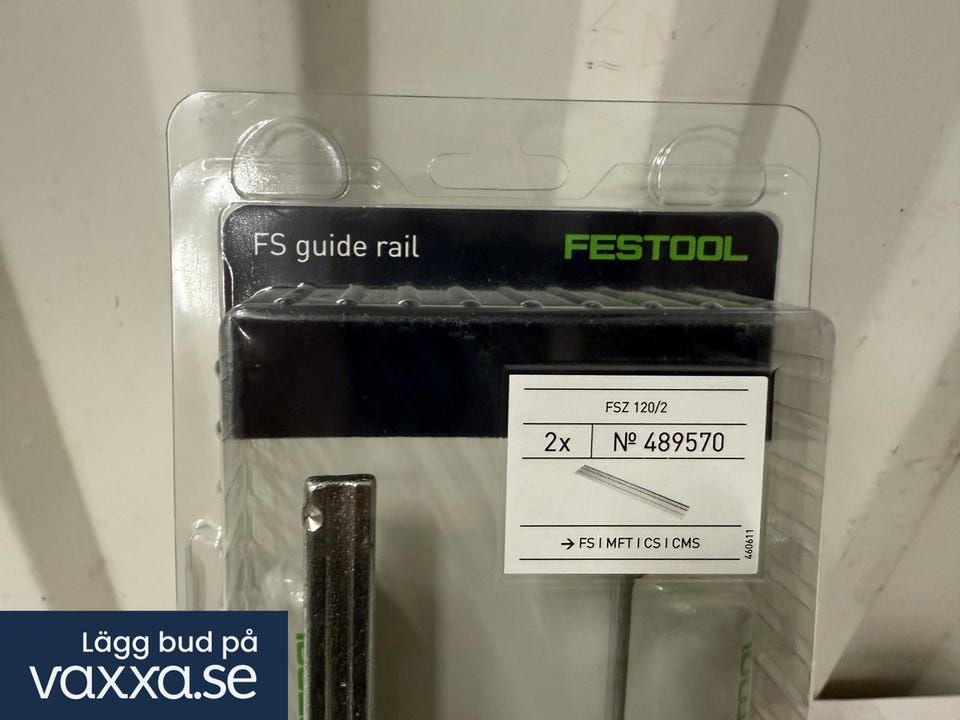 FS guide rail
FESTOOL
FSZ 120/2
2x
Nº 489570
→ FS | MFT | CS | CMS
460611
Lägg bud på
vaxxa.se